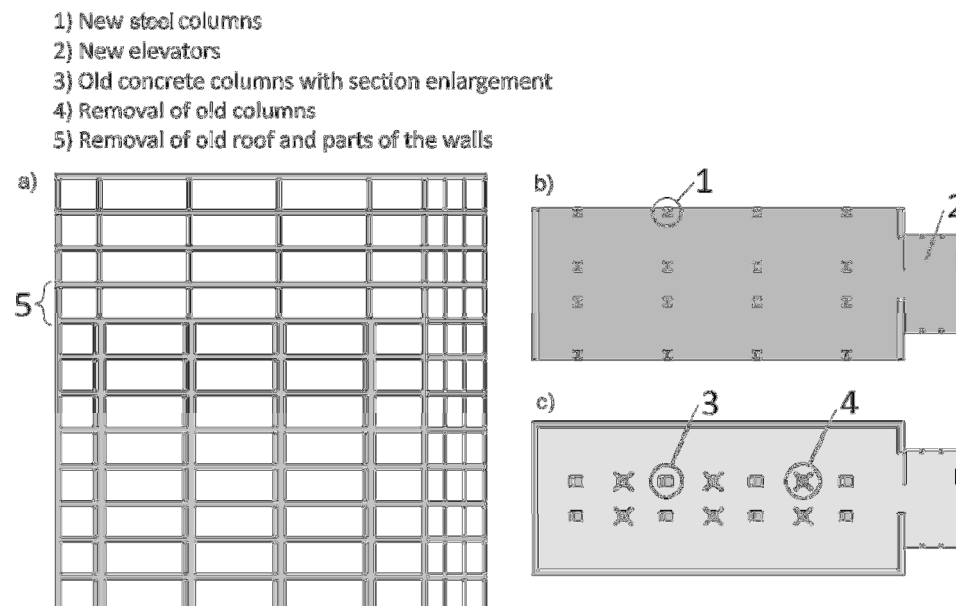 1) New steel columns
2) New elevators
3) Old concrete columns with section enlargement
4) Removal of old columns
5) Removal of old roof and parts of the walls
a)
b)
1
2
5
c)
3
4